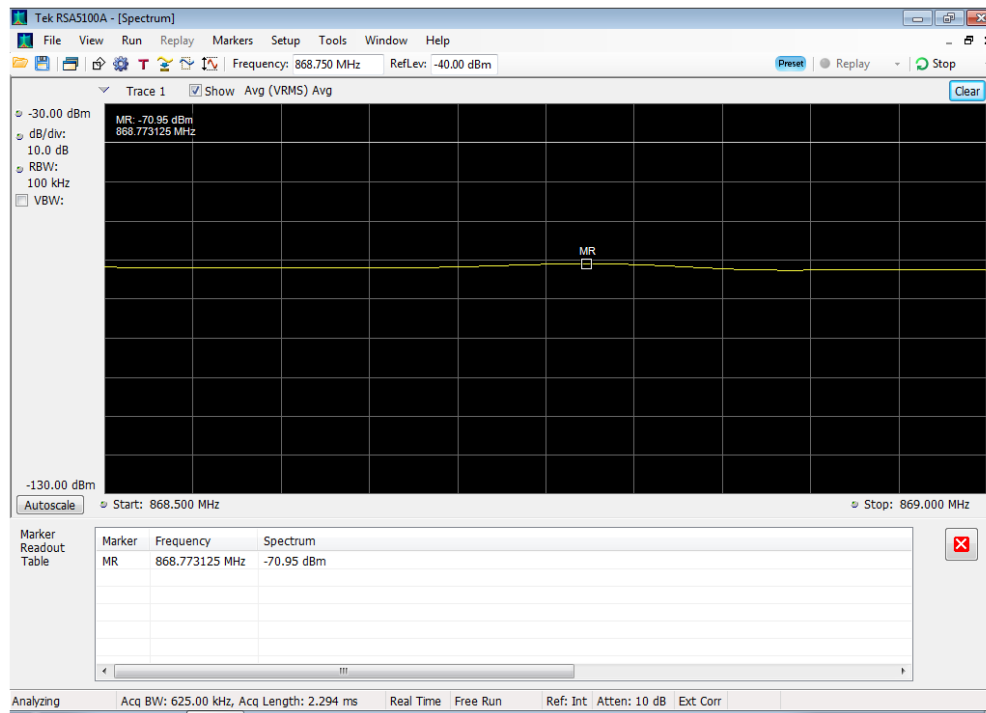 Tek RSA5100A - [Spectrum]
File View Run Replay Markers Setup Tools Window Help
Frequency: 868.750 MHz RefLev: -40.00 dBm Preset Replay Stop
Trace 1 Show Avg (VRMS) Avg Clear
-30.00 dBm
dB/div:
10.0 dB
RBW:
100 kHz
VBW:
MR: -70.95 dBm
868.773125 MHz
MR
-130.00 dBm
Autoscale Start: 868.500 MHz Stop: 869.000 MHz
Marker
Readout
Table
Marker Frequency Spectrum
MR 868.773125 MHz -70.95 dBm
Analyzing Acq BW: 625.00 kHz, Acq Length: 2.294 ms Real Time Free Run Ref: Int Atten: 10 dB Ext Corr